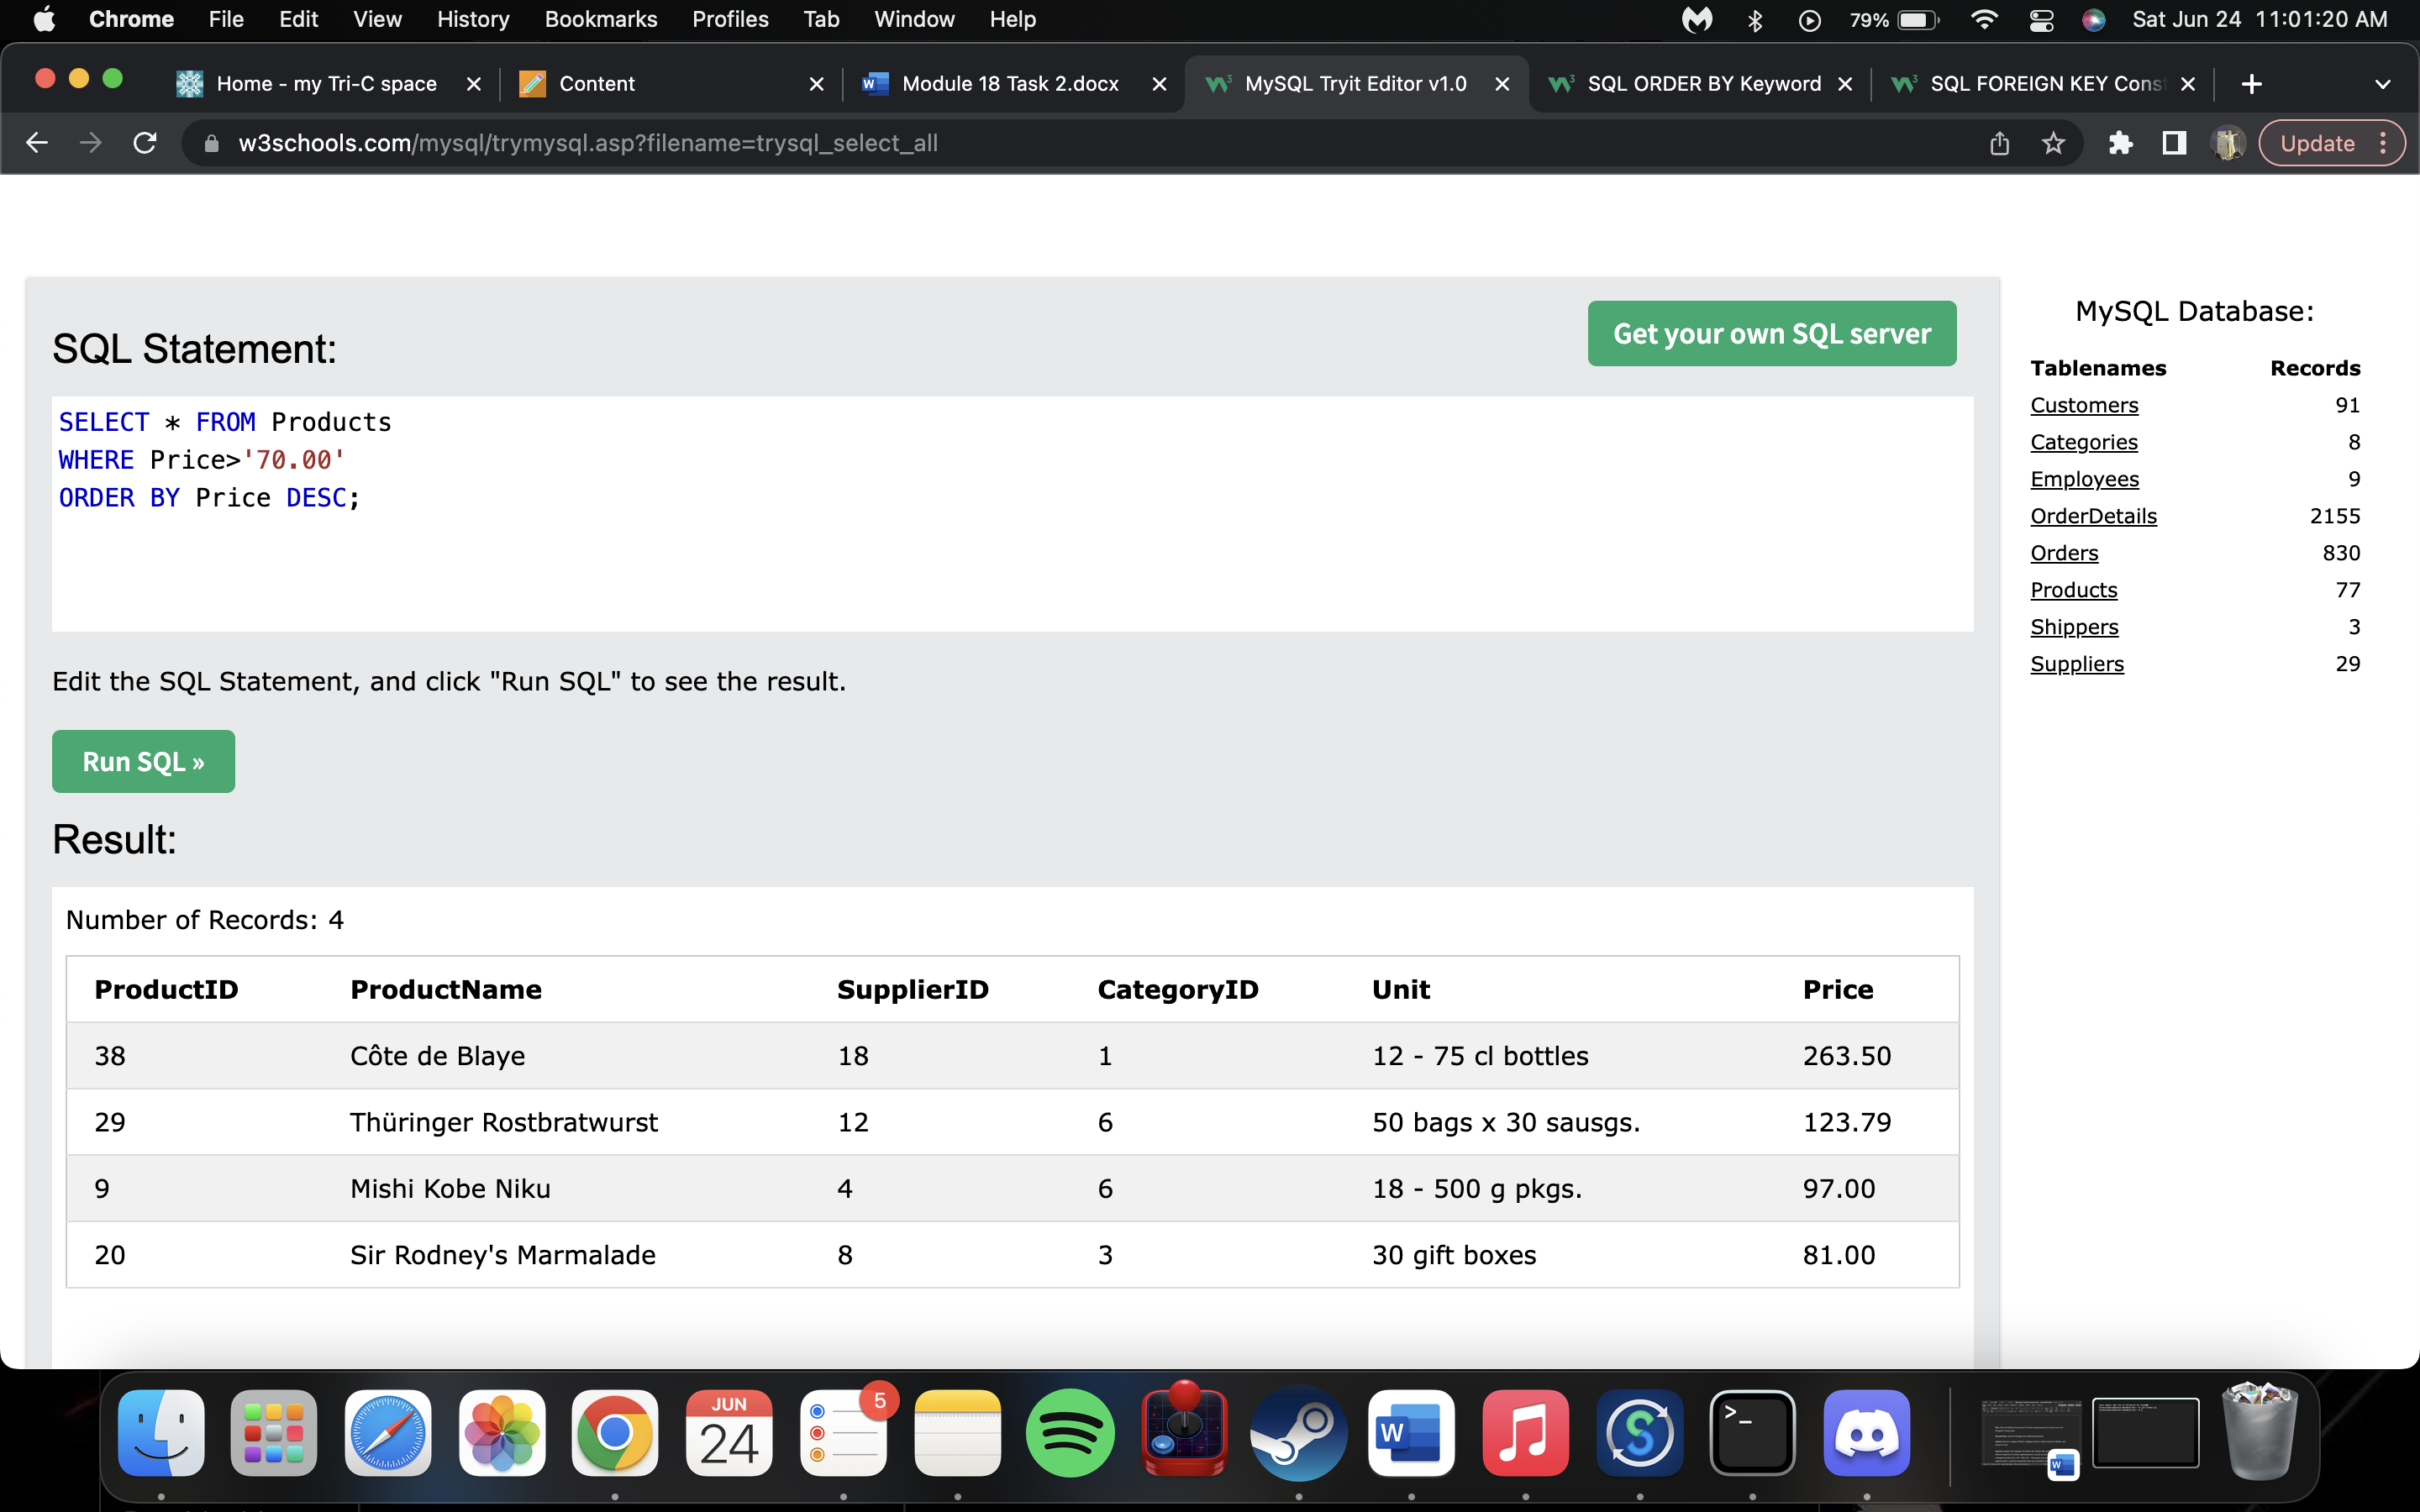 Chrome File Edit View History Bookmarks Profiles Tab Window Help 79% Sat Jun 24 11:01:20 AM
Home - my Tri-C space Content Module 18 Task 2.docx MySQL Tryit Editor v1.0 SQL ORDER BY Keyword SQL FOREIGN KEY Const
w3schools.com/mysql/trymysql.asp?filename=trysql_select_all Update
SQL Statement:
Get your own SQL server
SELECT * FROM Products
WHERE Price>'70.00'
ORDER BY Price DESC;
Edit the SQL Statement, and click "Run SQL" to see the result.
Run SQL »
Result:
Number of Records: 4
ProductID ProductName SupplierID CategoryID Unit Price
38 Côte de Blaye 18 1 12 - 75 cl bottles 263.50
29 Thüringer Rostbratwurst 12 6 50 bags x 30 sausgs. 123.79
9 Mishi Kobe Niku 4 6 18 - 500 g pkgs. 97.00
20 Sir Rodney's Marmalade 8 3 30 gift boxes 81.00
MySQL Database:
Tablenames Records
Customers 91
Categories 8
Employees 9
OrderDetails 2155
Orders 830
Products 77
Shippers 3
Suppliers 29
JUN
24
5
W
S
>_
W